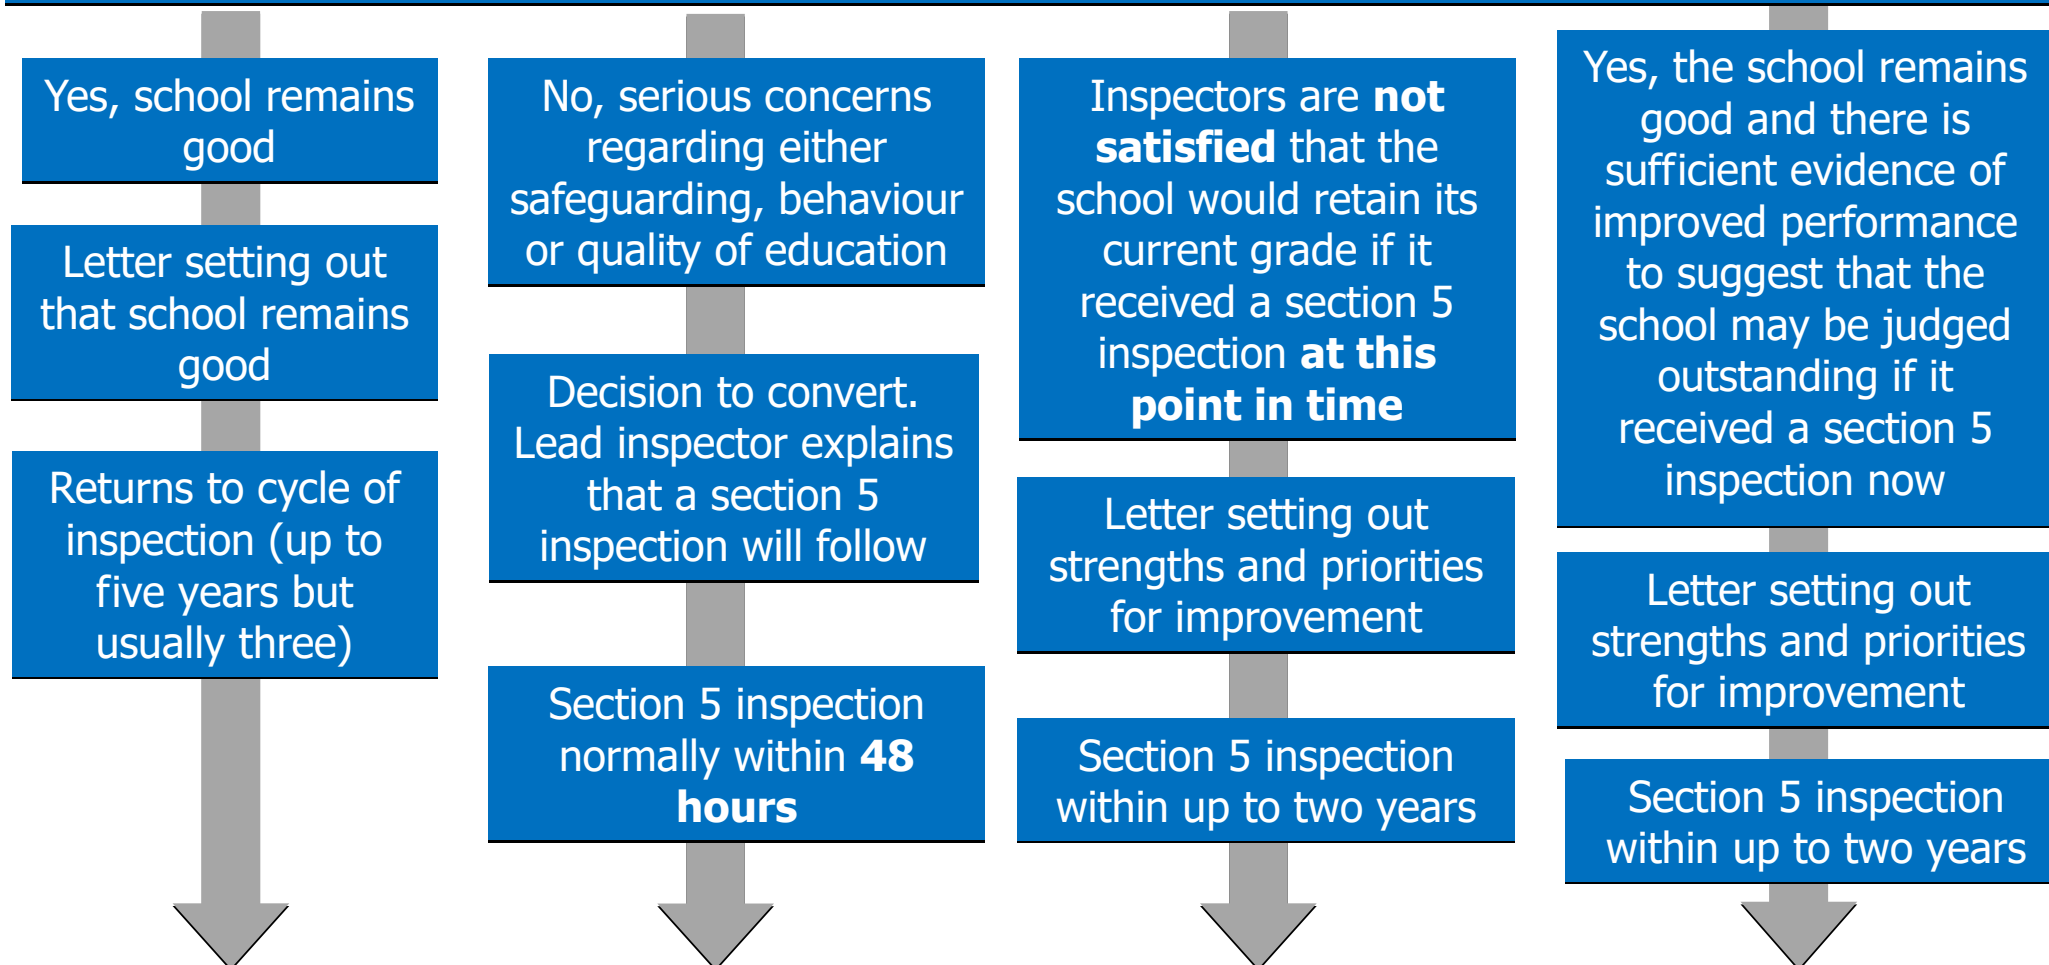 Yes, school remains
good
Letter setting out
that school remains
good
Returns to cycle of
inspection (up to
five years but
usually three)
No, serious concerns
regarding either
safeguarding, behaviour
or quality of education
Decision to convert.
Lead inspector explains
that a section 5
inspection will follow
Section 5 inspection
normally within 48
hours
Inspectors are not
satisfied that the
school would retain its
current grade if it
received a section 5
inspection at this
point in time
Letter setting out
strengths and priorities
for improvement
Section 5 inspection
within up to two years
Yes, the school remains
good and there is
sufficient evidence of
improved performance
to suggest that the
school may be judged
outstanding if it
received a section 5
inspection now
Letter setting out
strengths and priorities
for improvement
Section 5 inspection
within up to two years